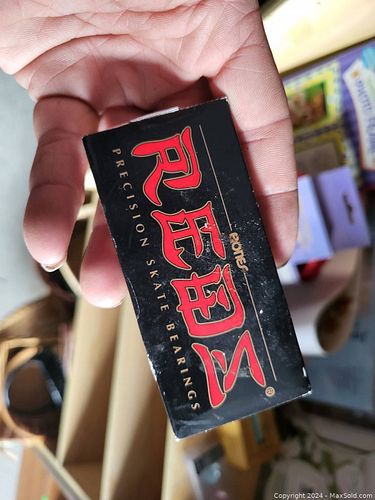 BONES
REDS®
PRECISION SKATE BEARINGS
Copyright © 2024 - MaxSold.com